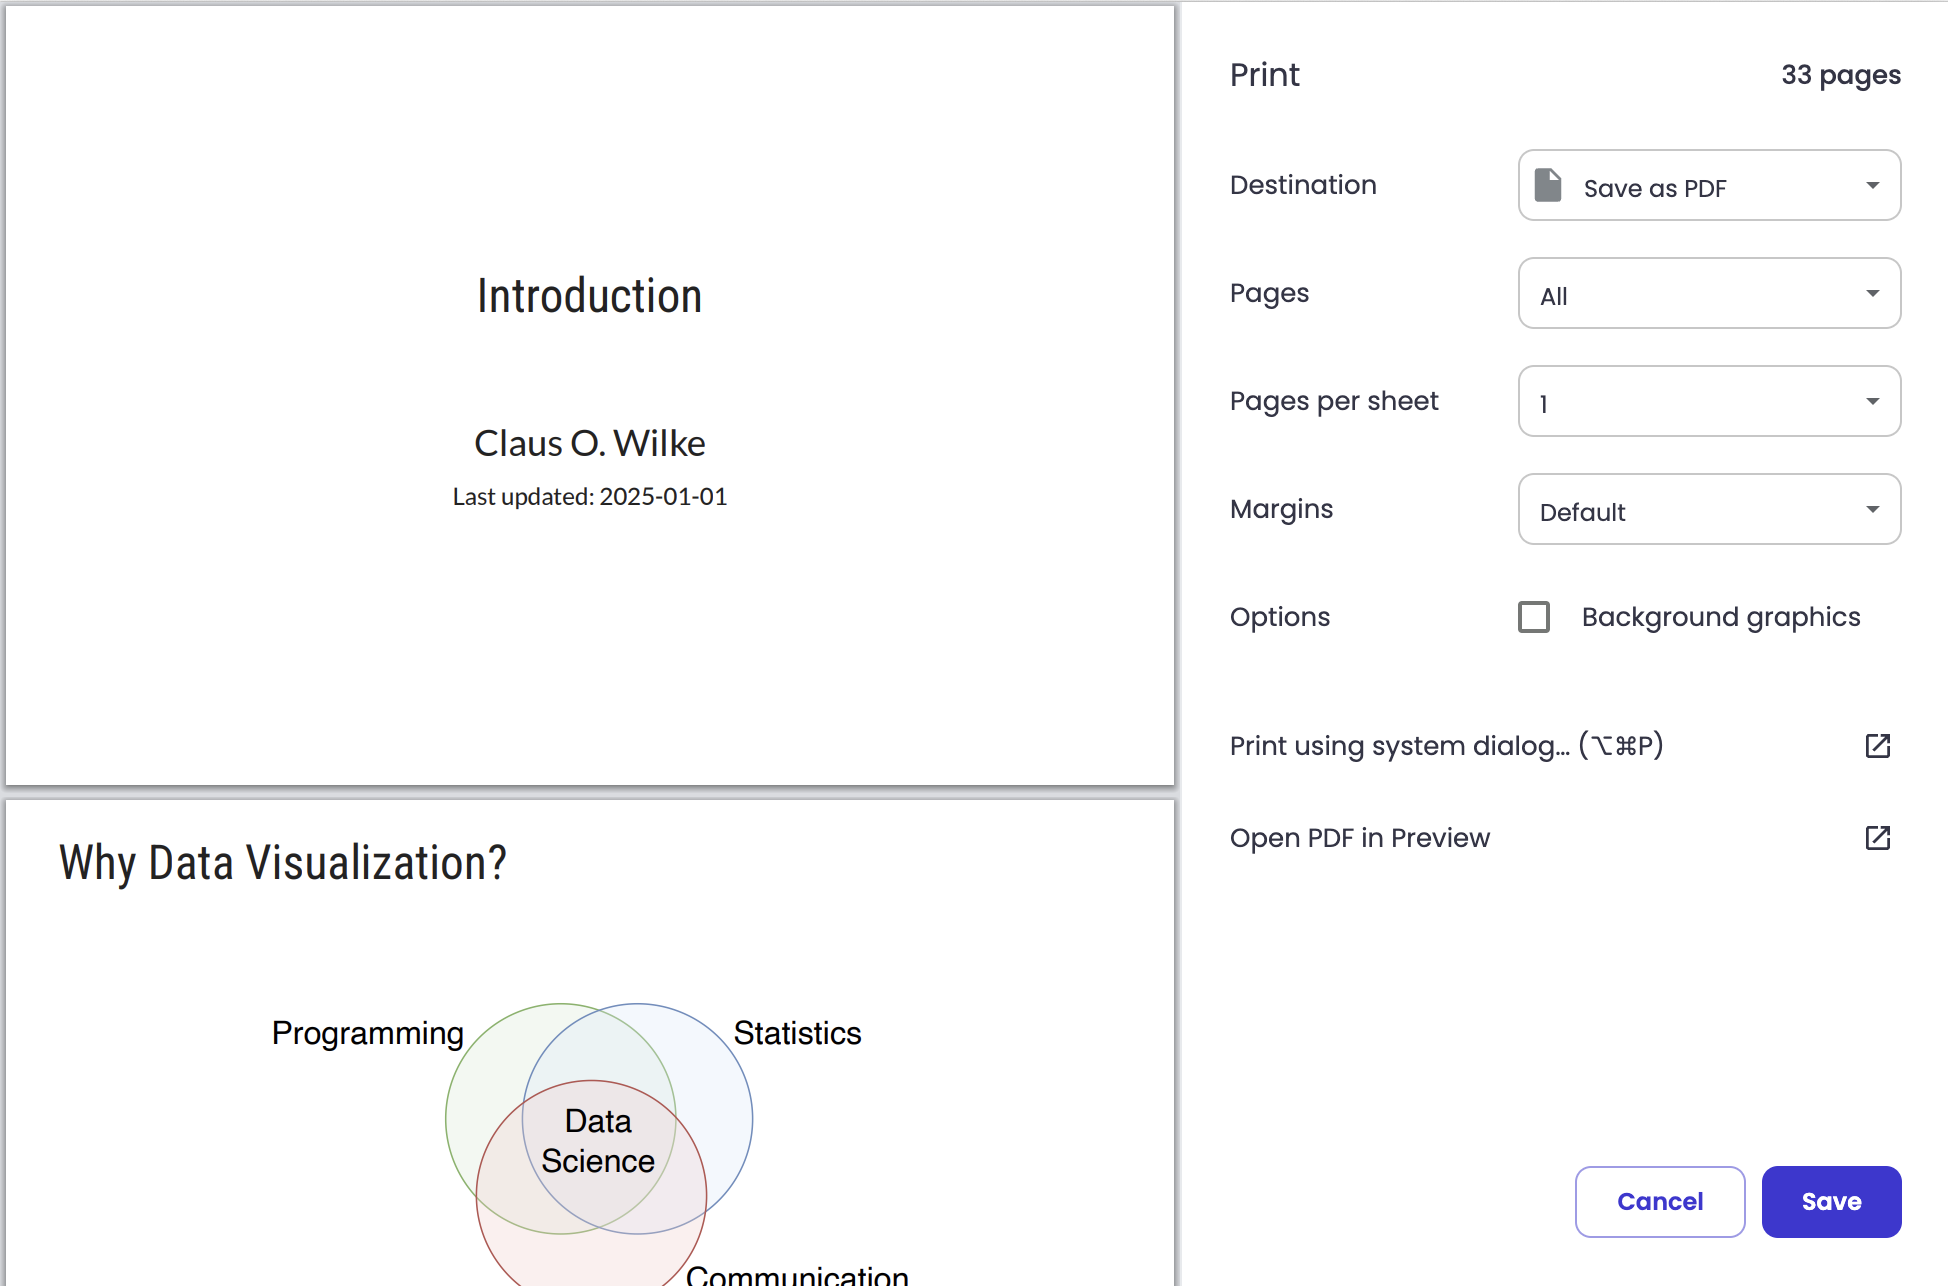 Introduction
Claus O. Wilke
Last updated: 2025-01-01
Why Data Visualization?
Programming
Statistics
Data
Science
Communication
Print
33 pages
Destination
Save as PDF
Pages
All
Pages per sheet
1
Margins
Default
Options
Background graphics
Print using system dialog... (⌥⌘P)
Open PDF in Preview
Cancel
Save